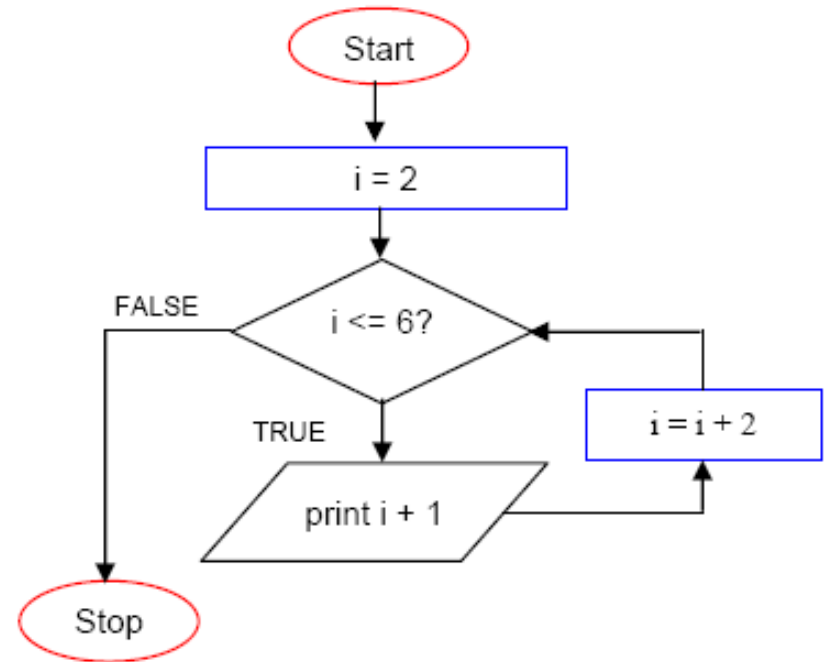 Start
i = 2
i <= 6?
FALSE
TRUE
i = i + 2
print i + 1
Stop